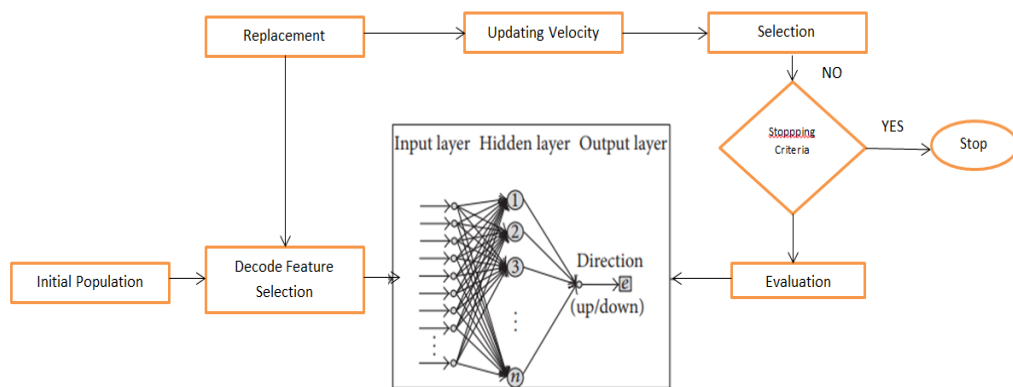 Replacement
Updating Velocity
Selection
NO
Stoppping
Criteria
YES
Stop
Input layer Hidden layer Output layer
1
2
3
n
Direction
e
(up/down)
Initial Population
Decode Feature
Selection
Evaluation